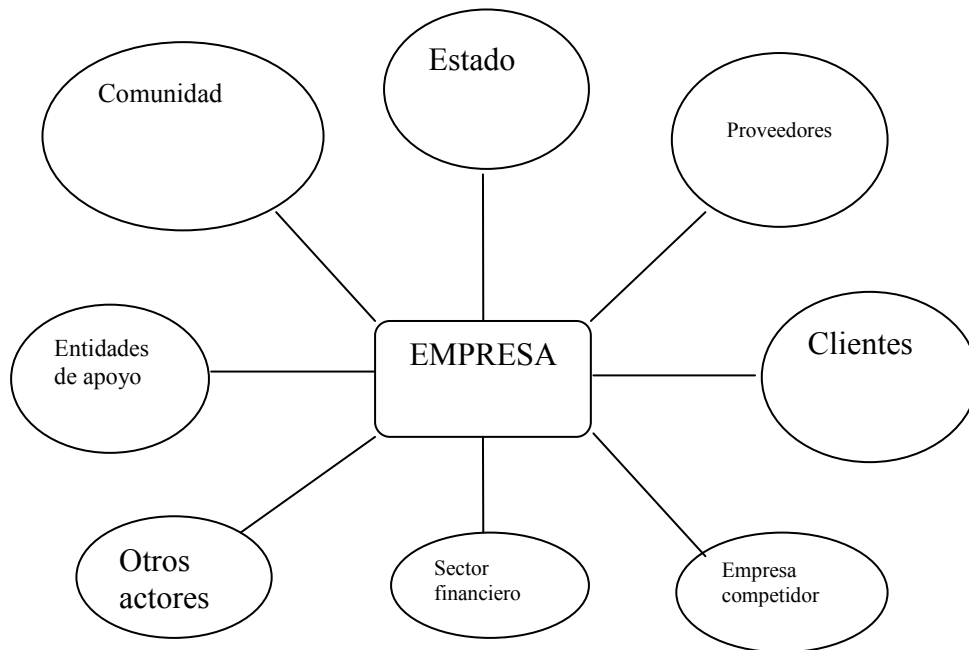 Estado
Comunidad
Proveedores
EMPRESA
Clientes
Entidades
de apoyo
Otros
actores
Sector
financiero
Empresa
competidor